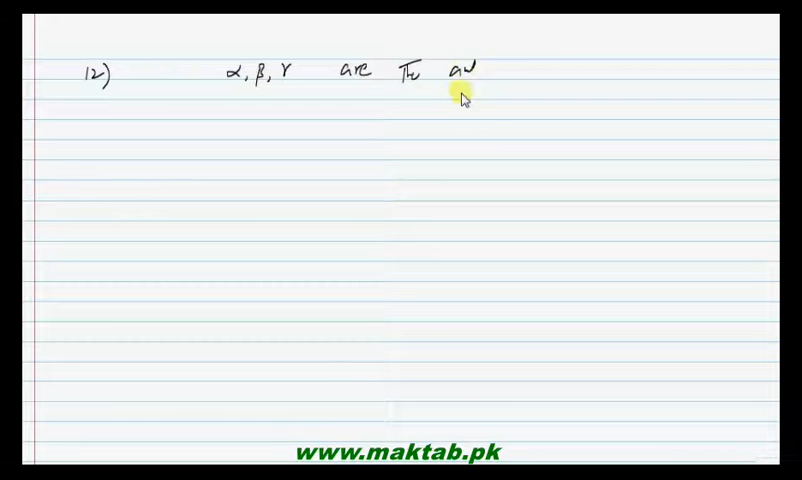 12) α, β, γ are The
www.maktab.pk